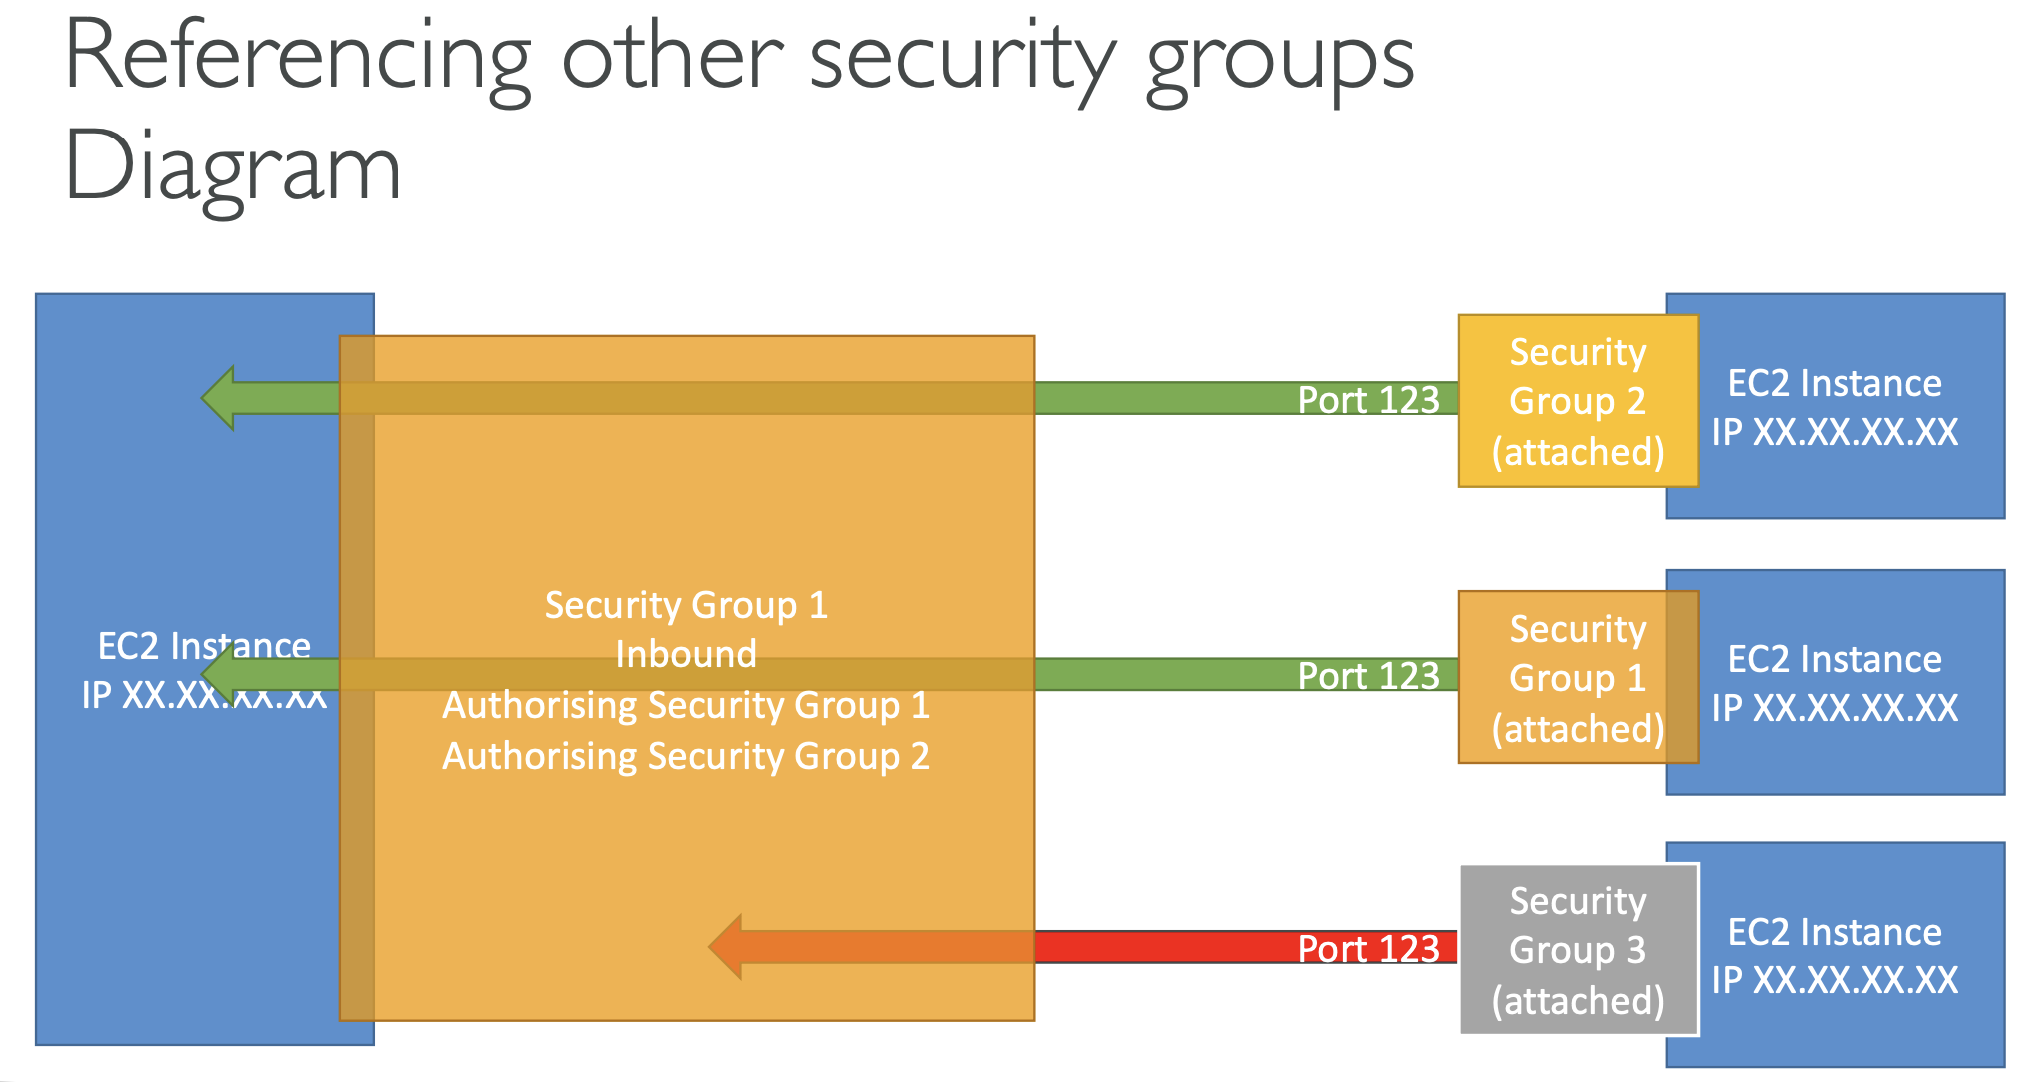 Referencing other security groups
Diagram
EC2 Instance
IP XX.XX.XX.XX
Security Group 1
Inbound
Authorising Security Group 1
Authorising Security Group 2
Port 123
Security
Group 2
(attached)
EC2 Instance
IP XX.XX.XX.XX
Port 123
Security
Group 1
(attached)
EC2 Instance
IP XX.XX.XX.XX
Port 123
Security
Group 3
(attached)
EC2 Instance
IP XX.XX.XX.XX